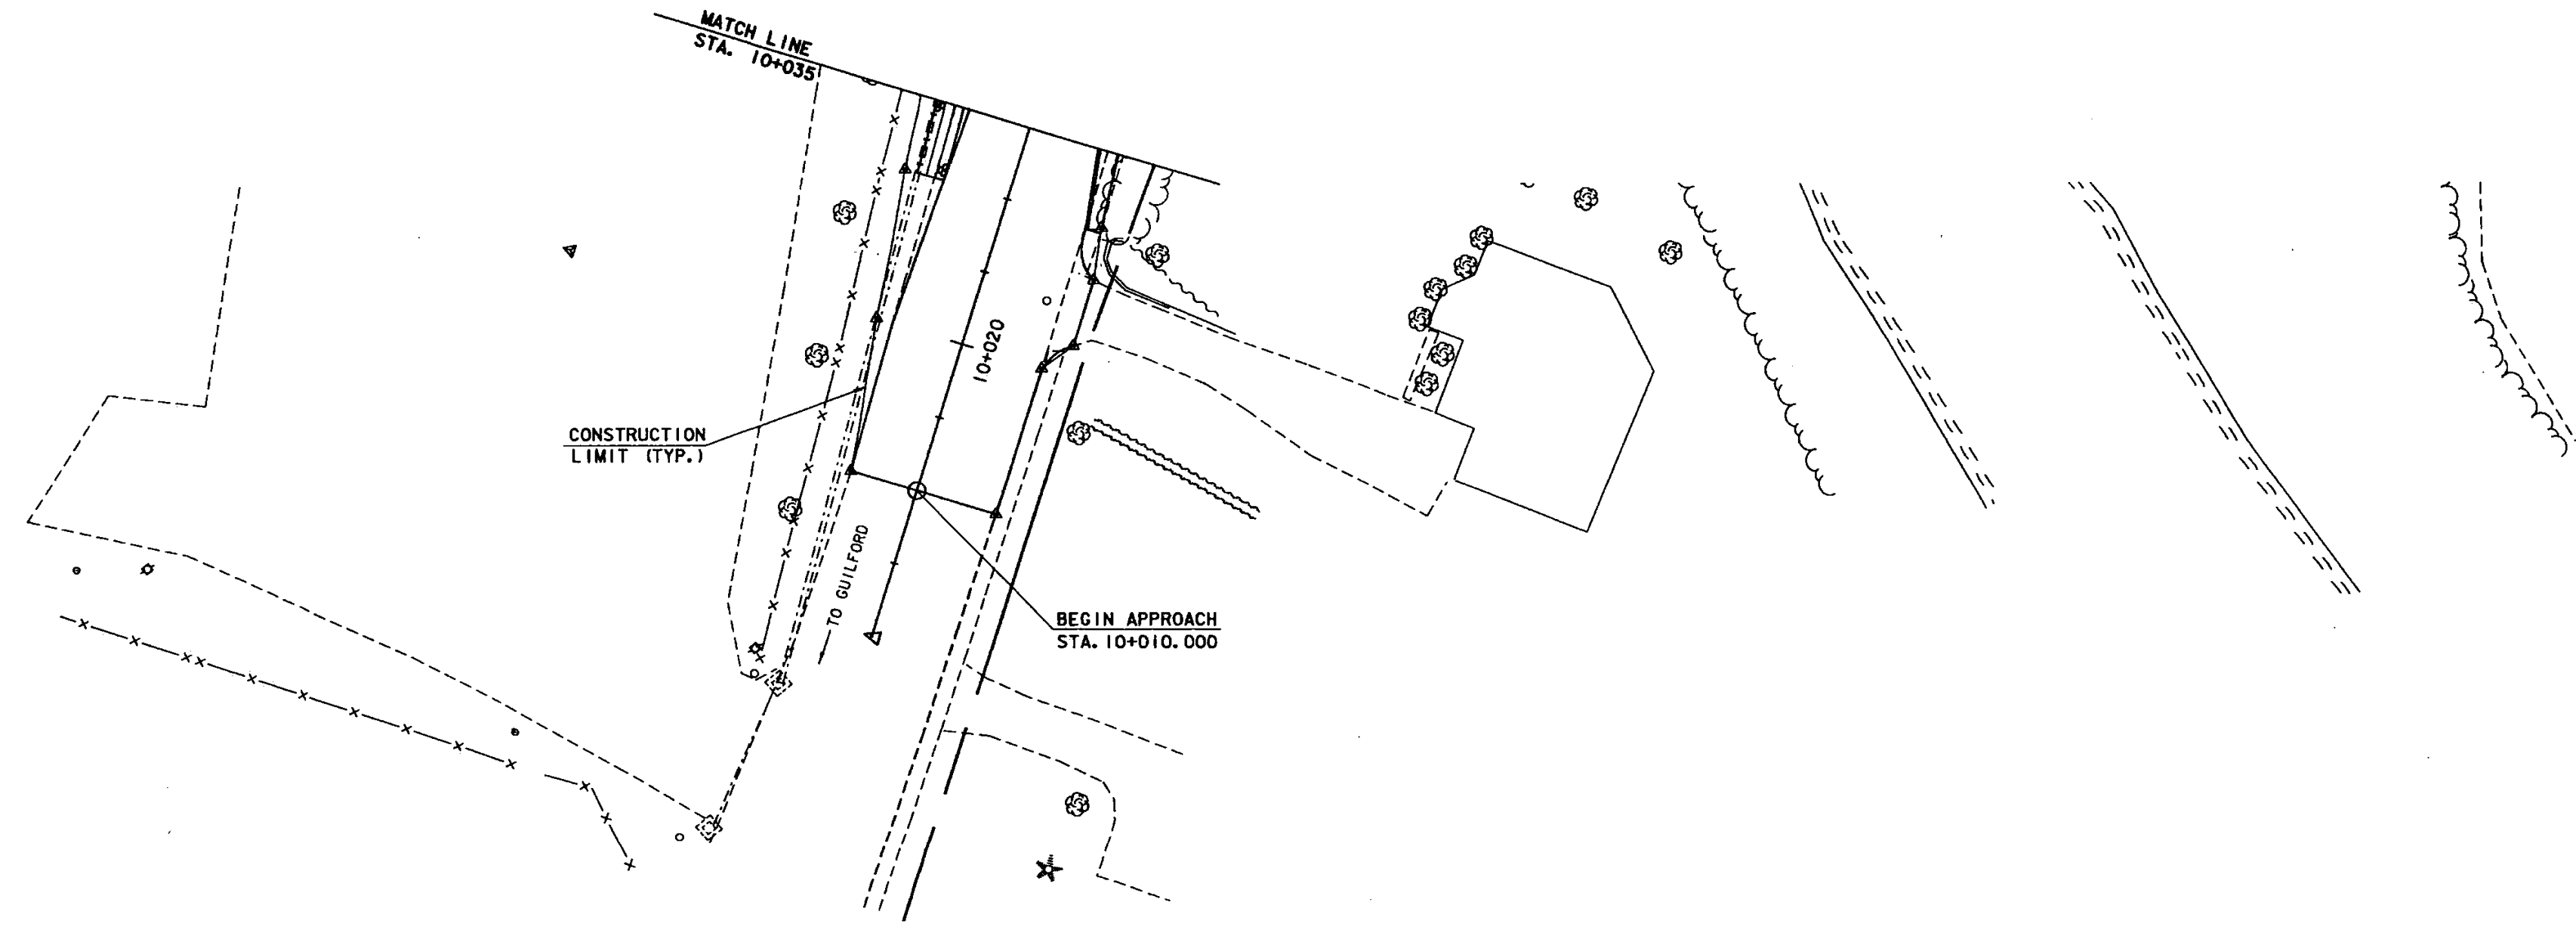 MATCH LINE
STA. 10+035
10+020
CONSTRUCTION
LIMIT (TYP.)
TO GUILFORD
BEGIN APPROACH
STA. 10+010.000